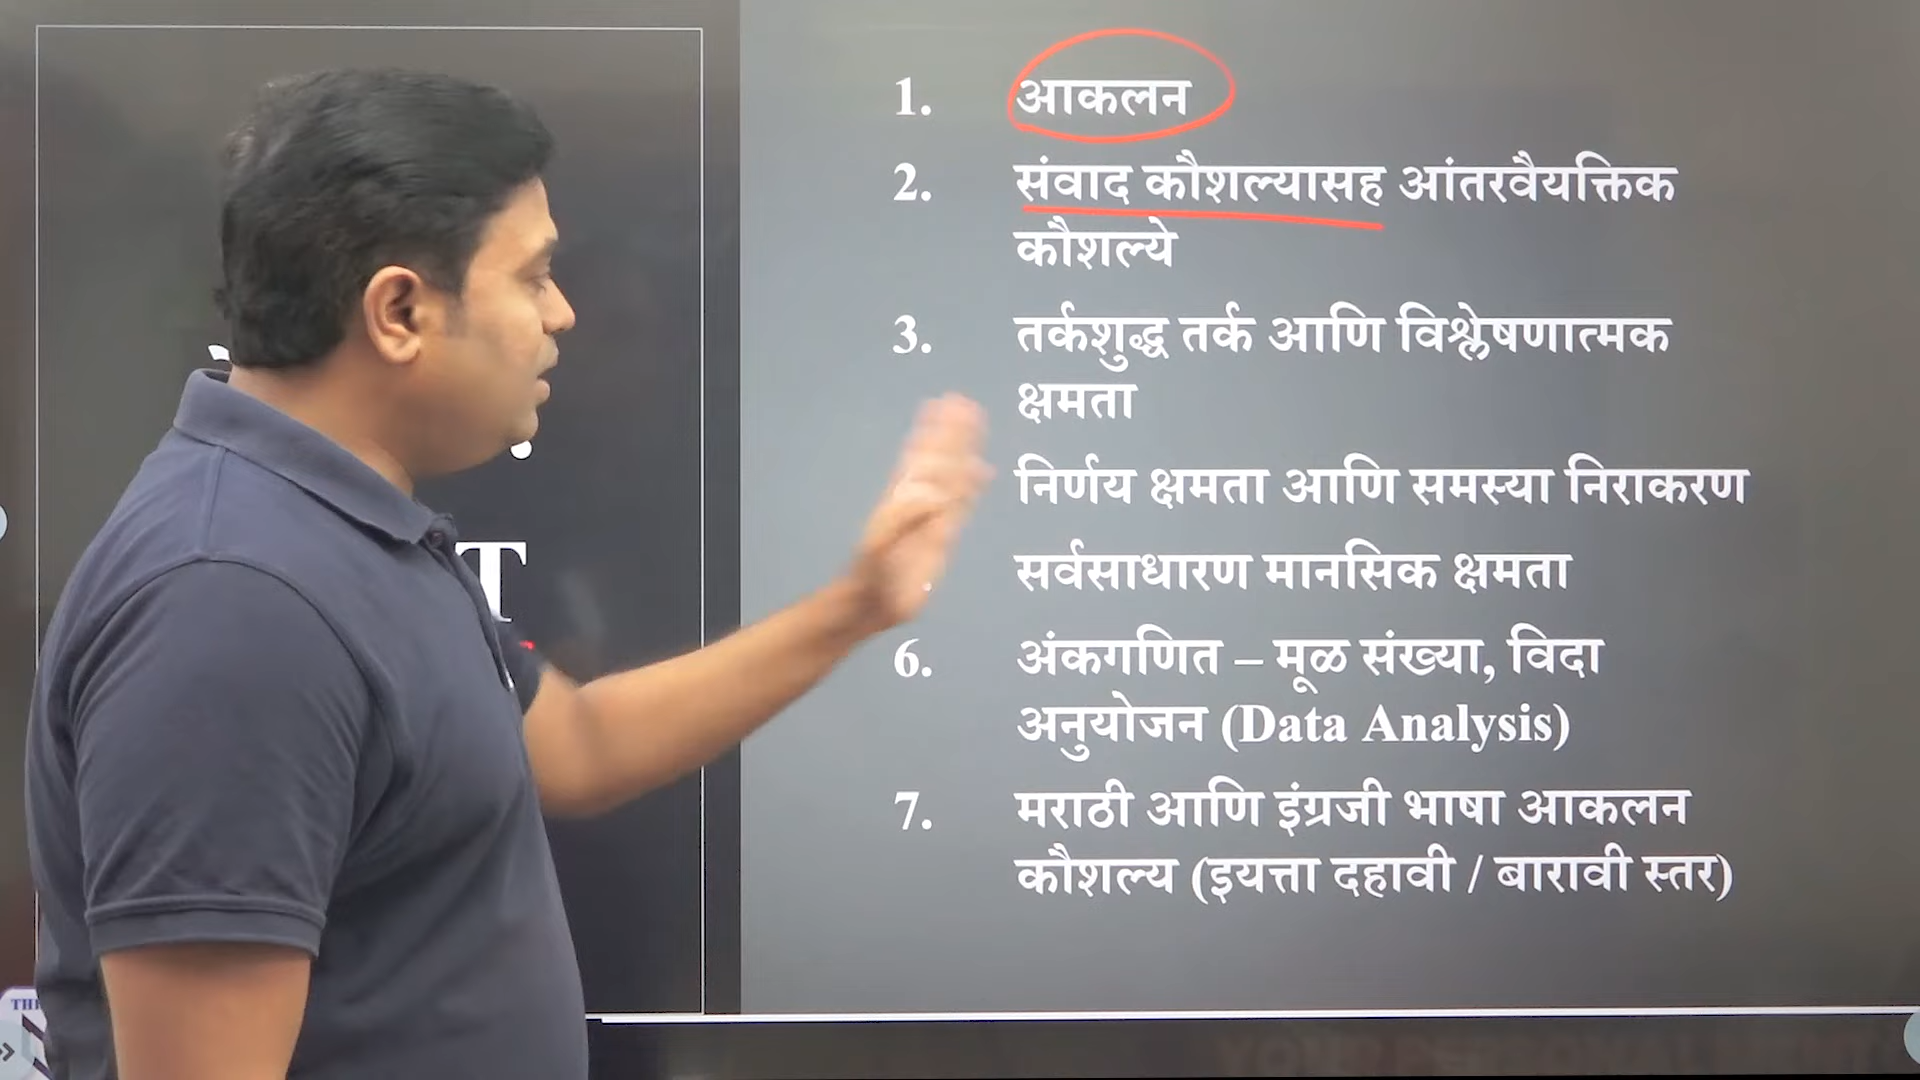 1. आकलन
2. संवाद कौशल्यासह आंतरवैयक्तिक
कौशल्ये
3. तर्कशुद्ध तर्क आणि विश्लेषणात्मक
क्षमता
निर्णय क्षमता आणि समस्या निराकरण
सर्वसाधारण मानसिक क्षमता
6. अंकगणित – मूळ संख्या, विदा
अनुयोजन (Data Analysis)
7. मराठी आणि इंग्रजी भाषा आकलन
कौशल्य (इयत्ता दहावी / बारावी स्तर)
T